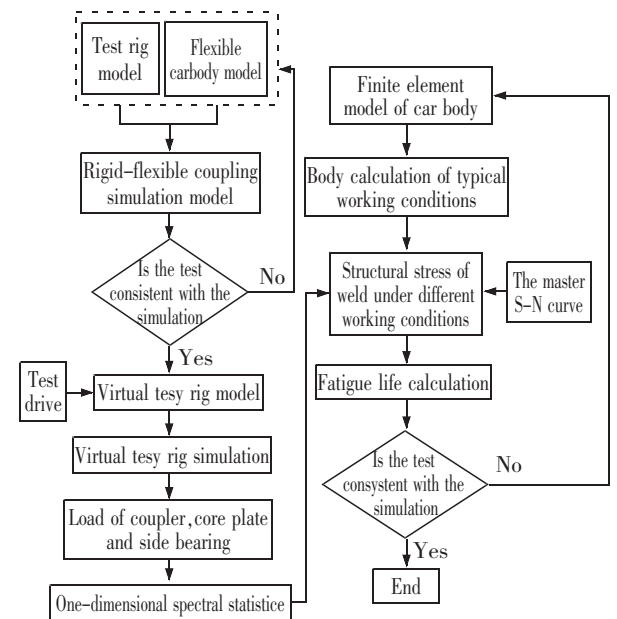 Test rig
model
Flexible
carbody model
Rigid-flexible coupling
simulation model
Is the test
consistent with the
simulation
No
Yes
Test
drive
Virtual tesy rig model
Virtual tesy rig simulation
Load of coupler,core plate
and side bearing
One-dimensional spectral statistice
Finite element
model of car body
Body calculation of typical
working conditions
Structural stress of
weld under different
working conditions
The master
S-N curve
Fatigue life calculation
Is the test
consystent with the
simulation
No
Yes
End